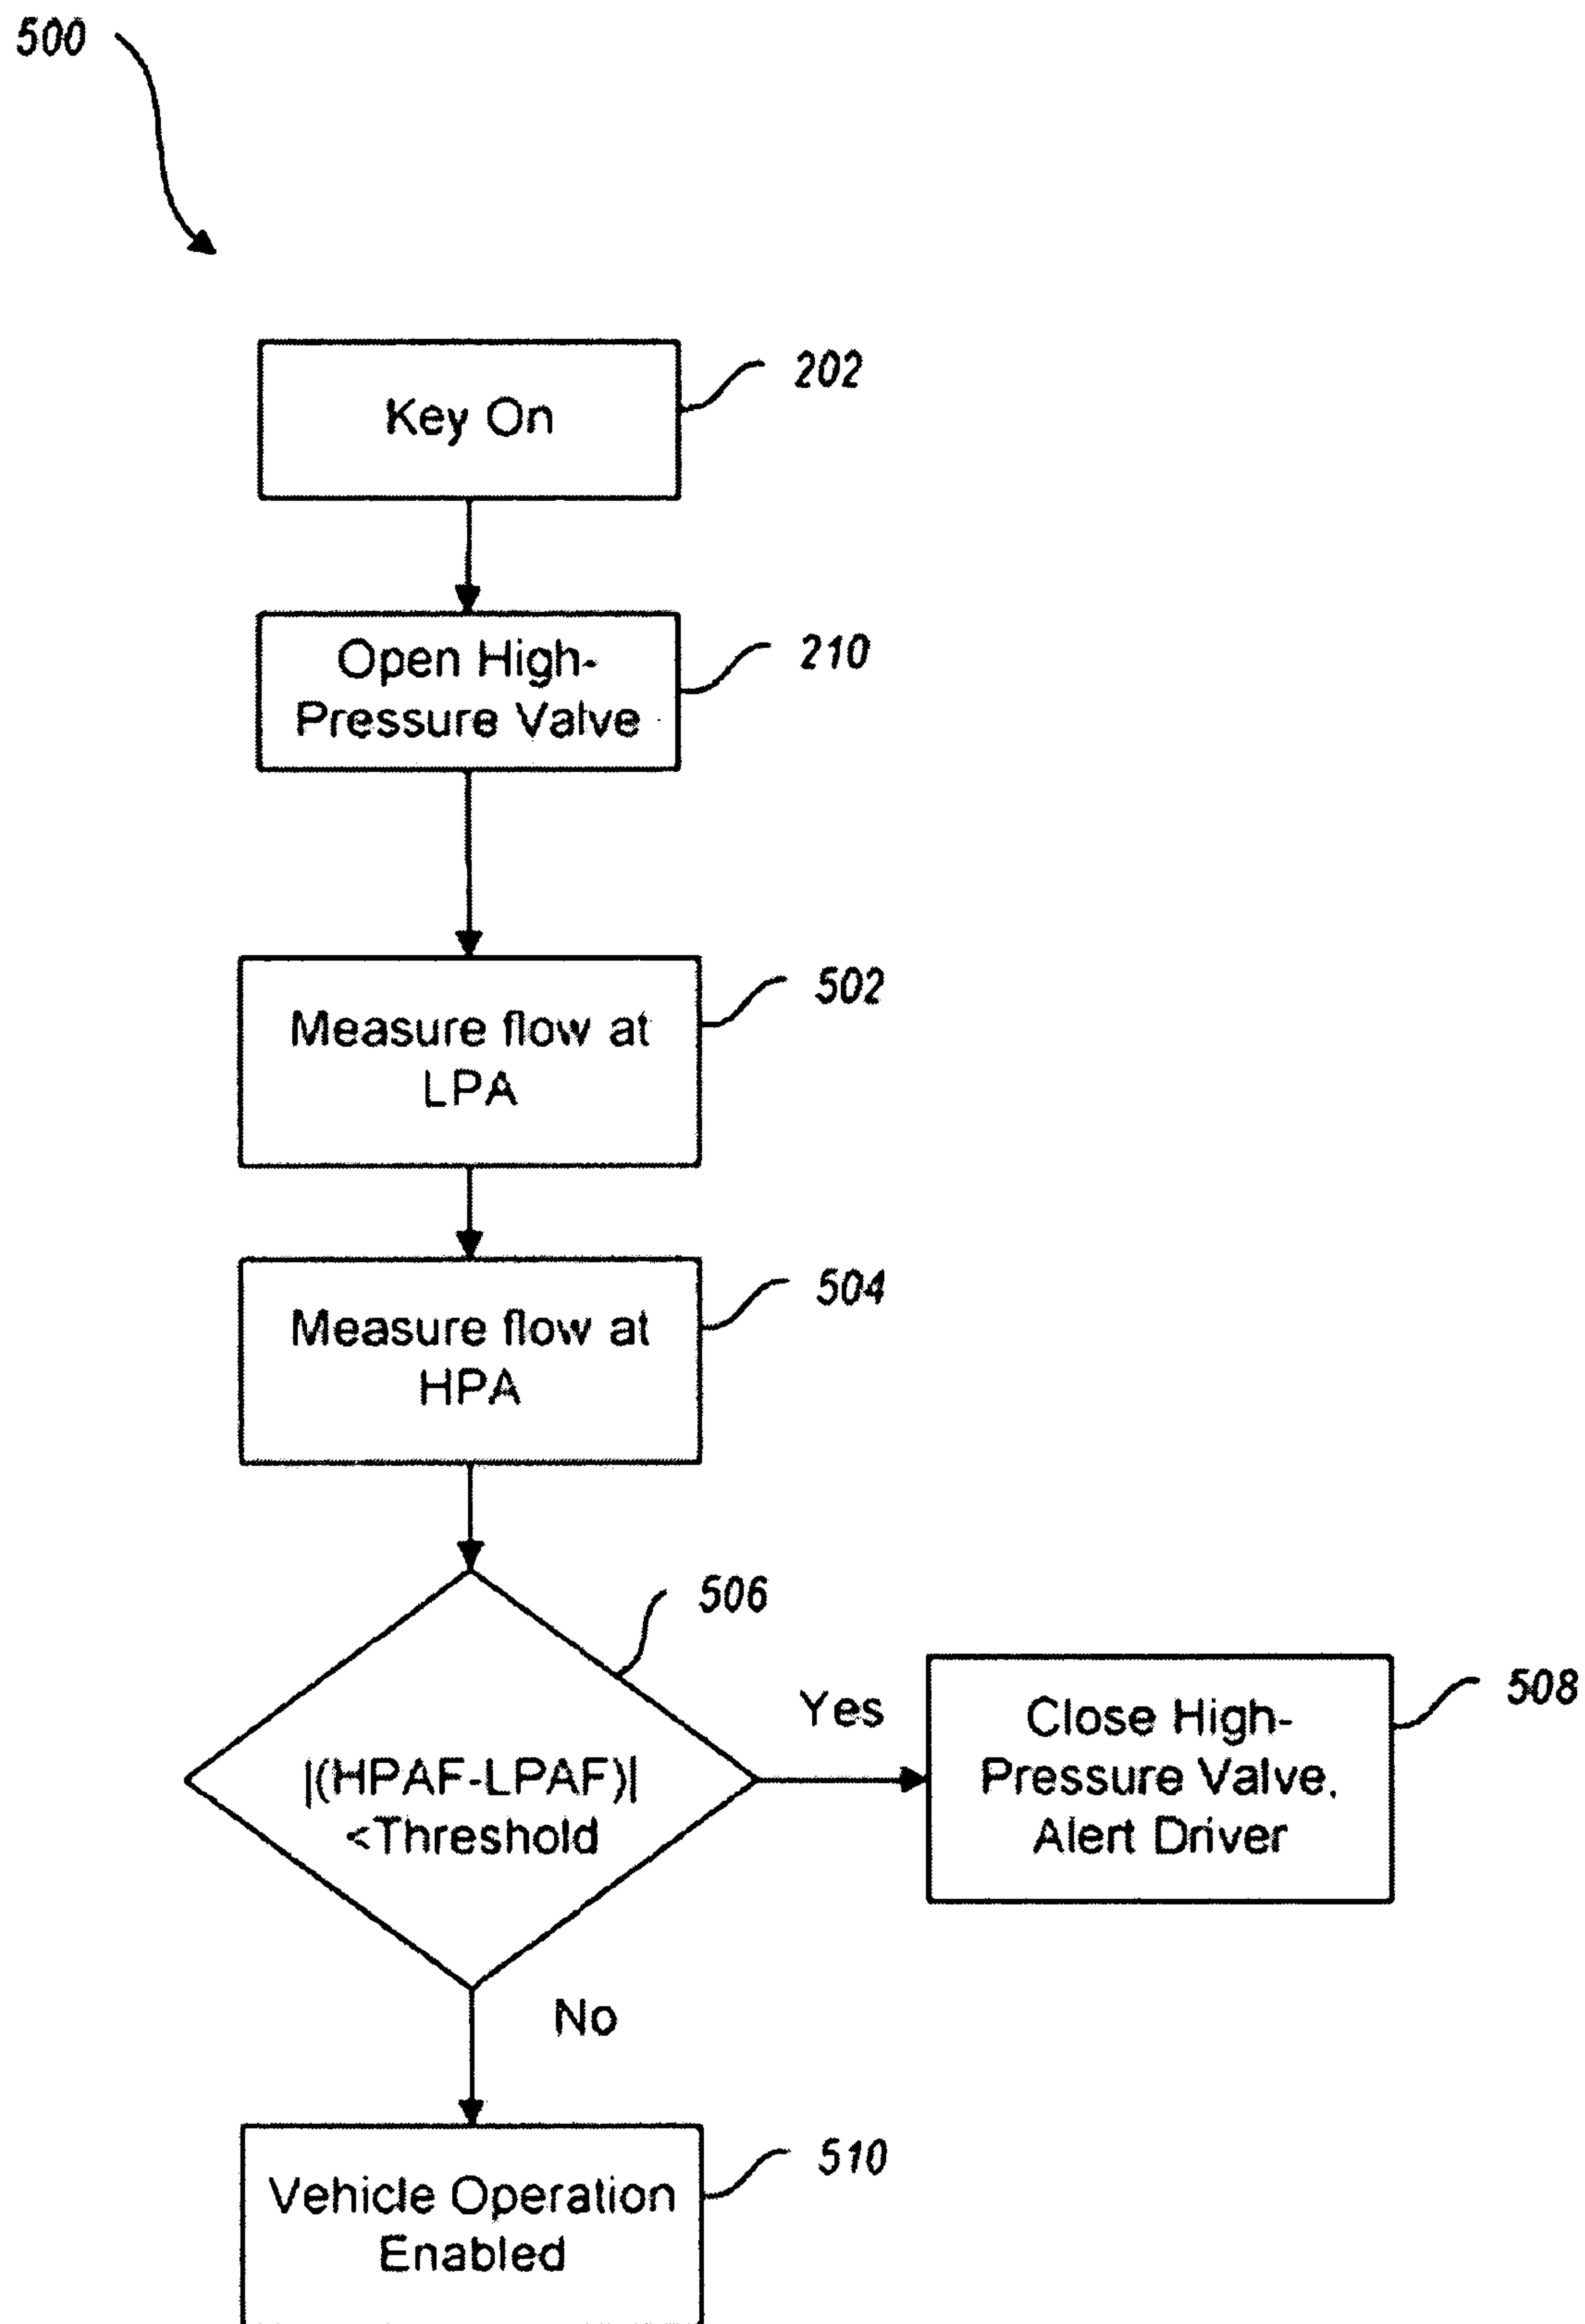 500
Key On
202
Open High-
Pressure Valve
210
Measure flow at
LPA
502
Measure flow at
HPA
504
506
|(HPAF-LPAF)|
<Threshold
Yes
Close High-
Pressure Valve,
Alert Driver
508
No
Vehicle Operation
Enabled
510